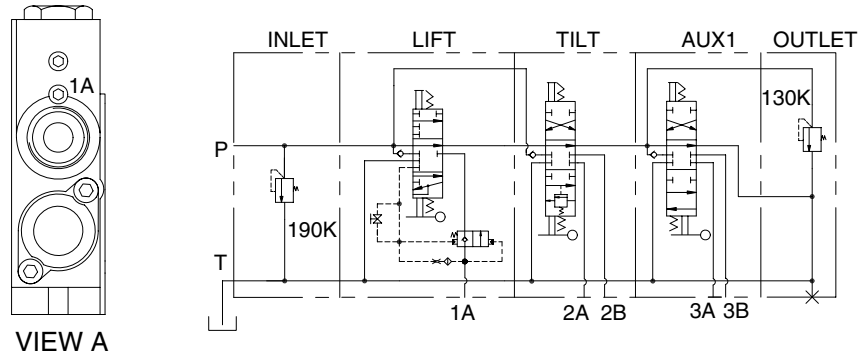 1A
VIEW A
INLET LIFT TILT AUX1 OUTLET
130K
P
190K
T
1A 2A 2B 3A 3B